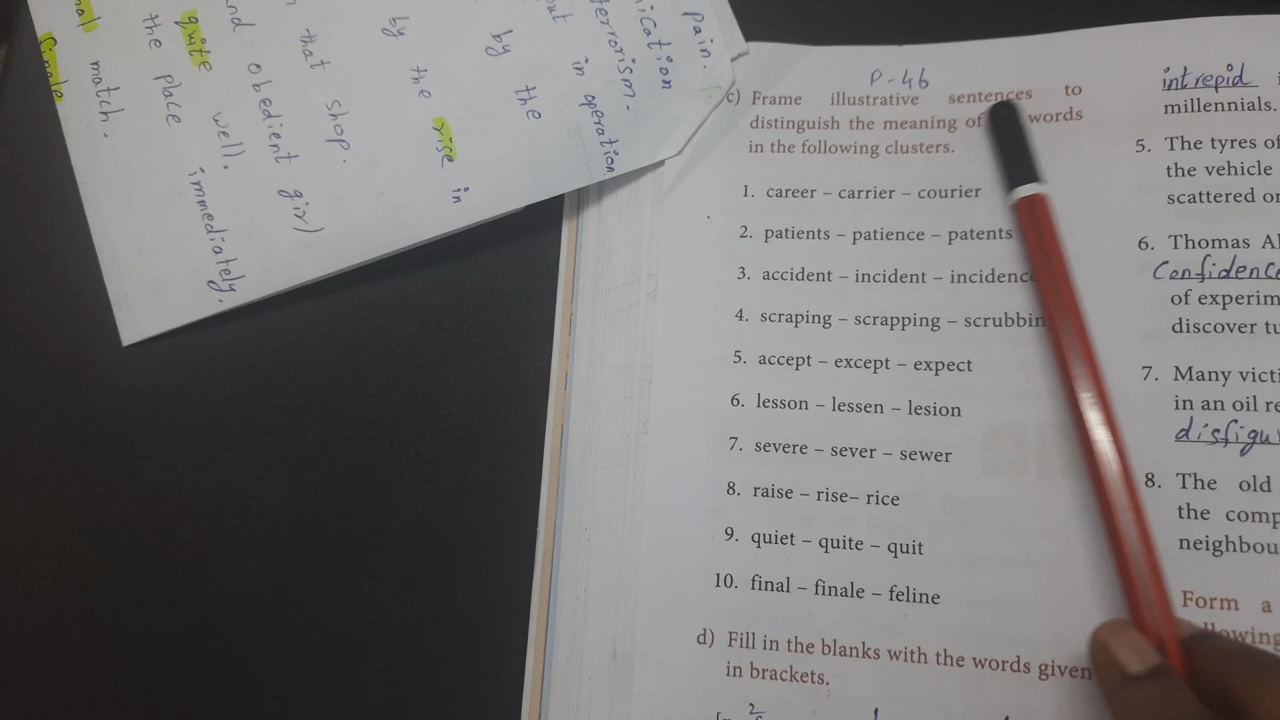 pain.
ication
terrorism.
in operation.
by the
by the rise in
that shop.
nd obedient girl
quite well.
immediately.
the place
match.
finale
P-46
c) Frame illustrative sentences to
distinguish the meaning of words
in the following clusters.
1. career – carrier – courier
2. patients – patience – patents
3. accident – incident – incidenc
4. scraping – scrapping – scrubbin
5. accept – except – expect
6. lesson – lessen – lesion
7. severe – sever – sewer
8. raise – rise– rice
9. quiet – quite – quit
10. final – finale – feline
d) Fill in the blanks with the words given
in brackets.
intrepid
millennials.
5. The tyres of
the vehicle
scattered or
6. Thomas Al
Confidence
of experim
discover tu
7. Many victi
in an oil re
disfigu
8. The old
the comp
neighbou
Form a
llowing